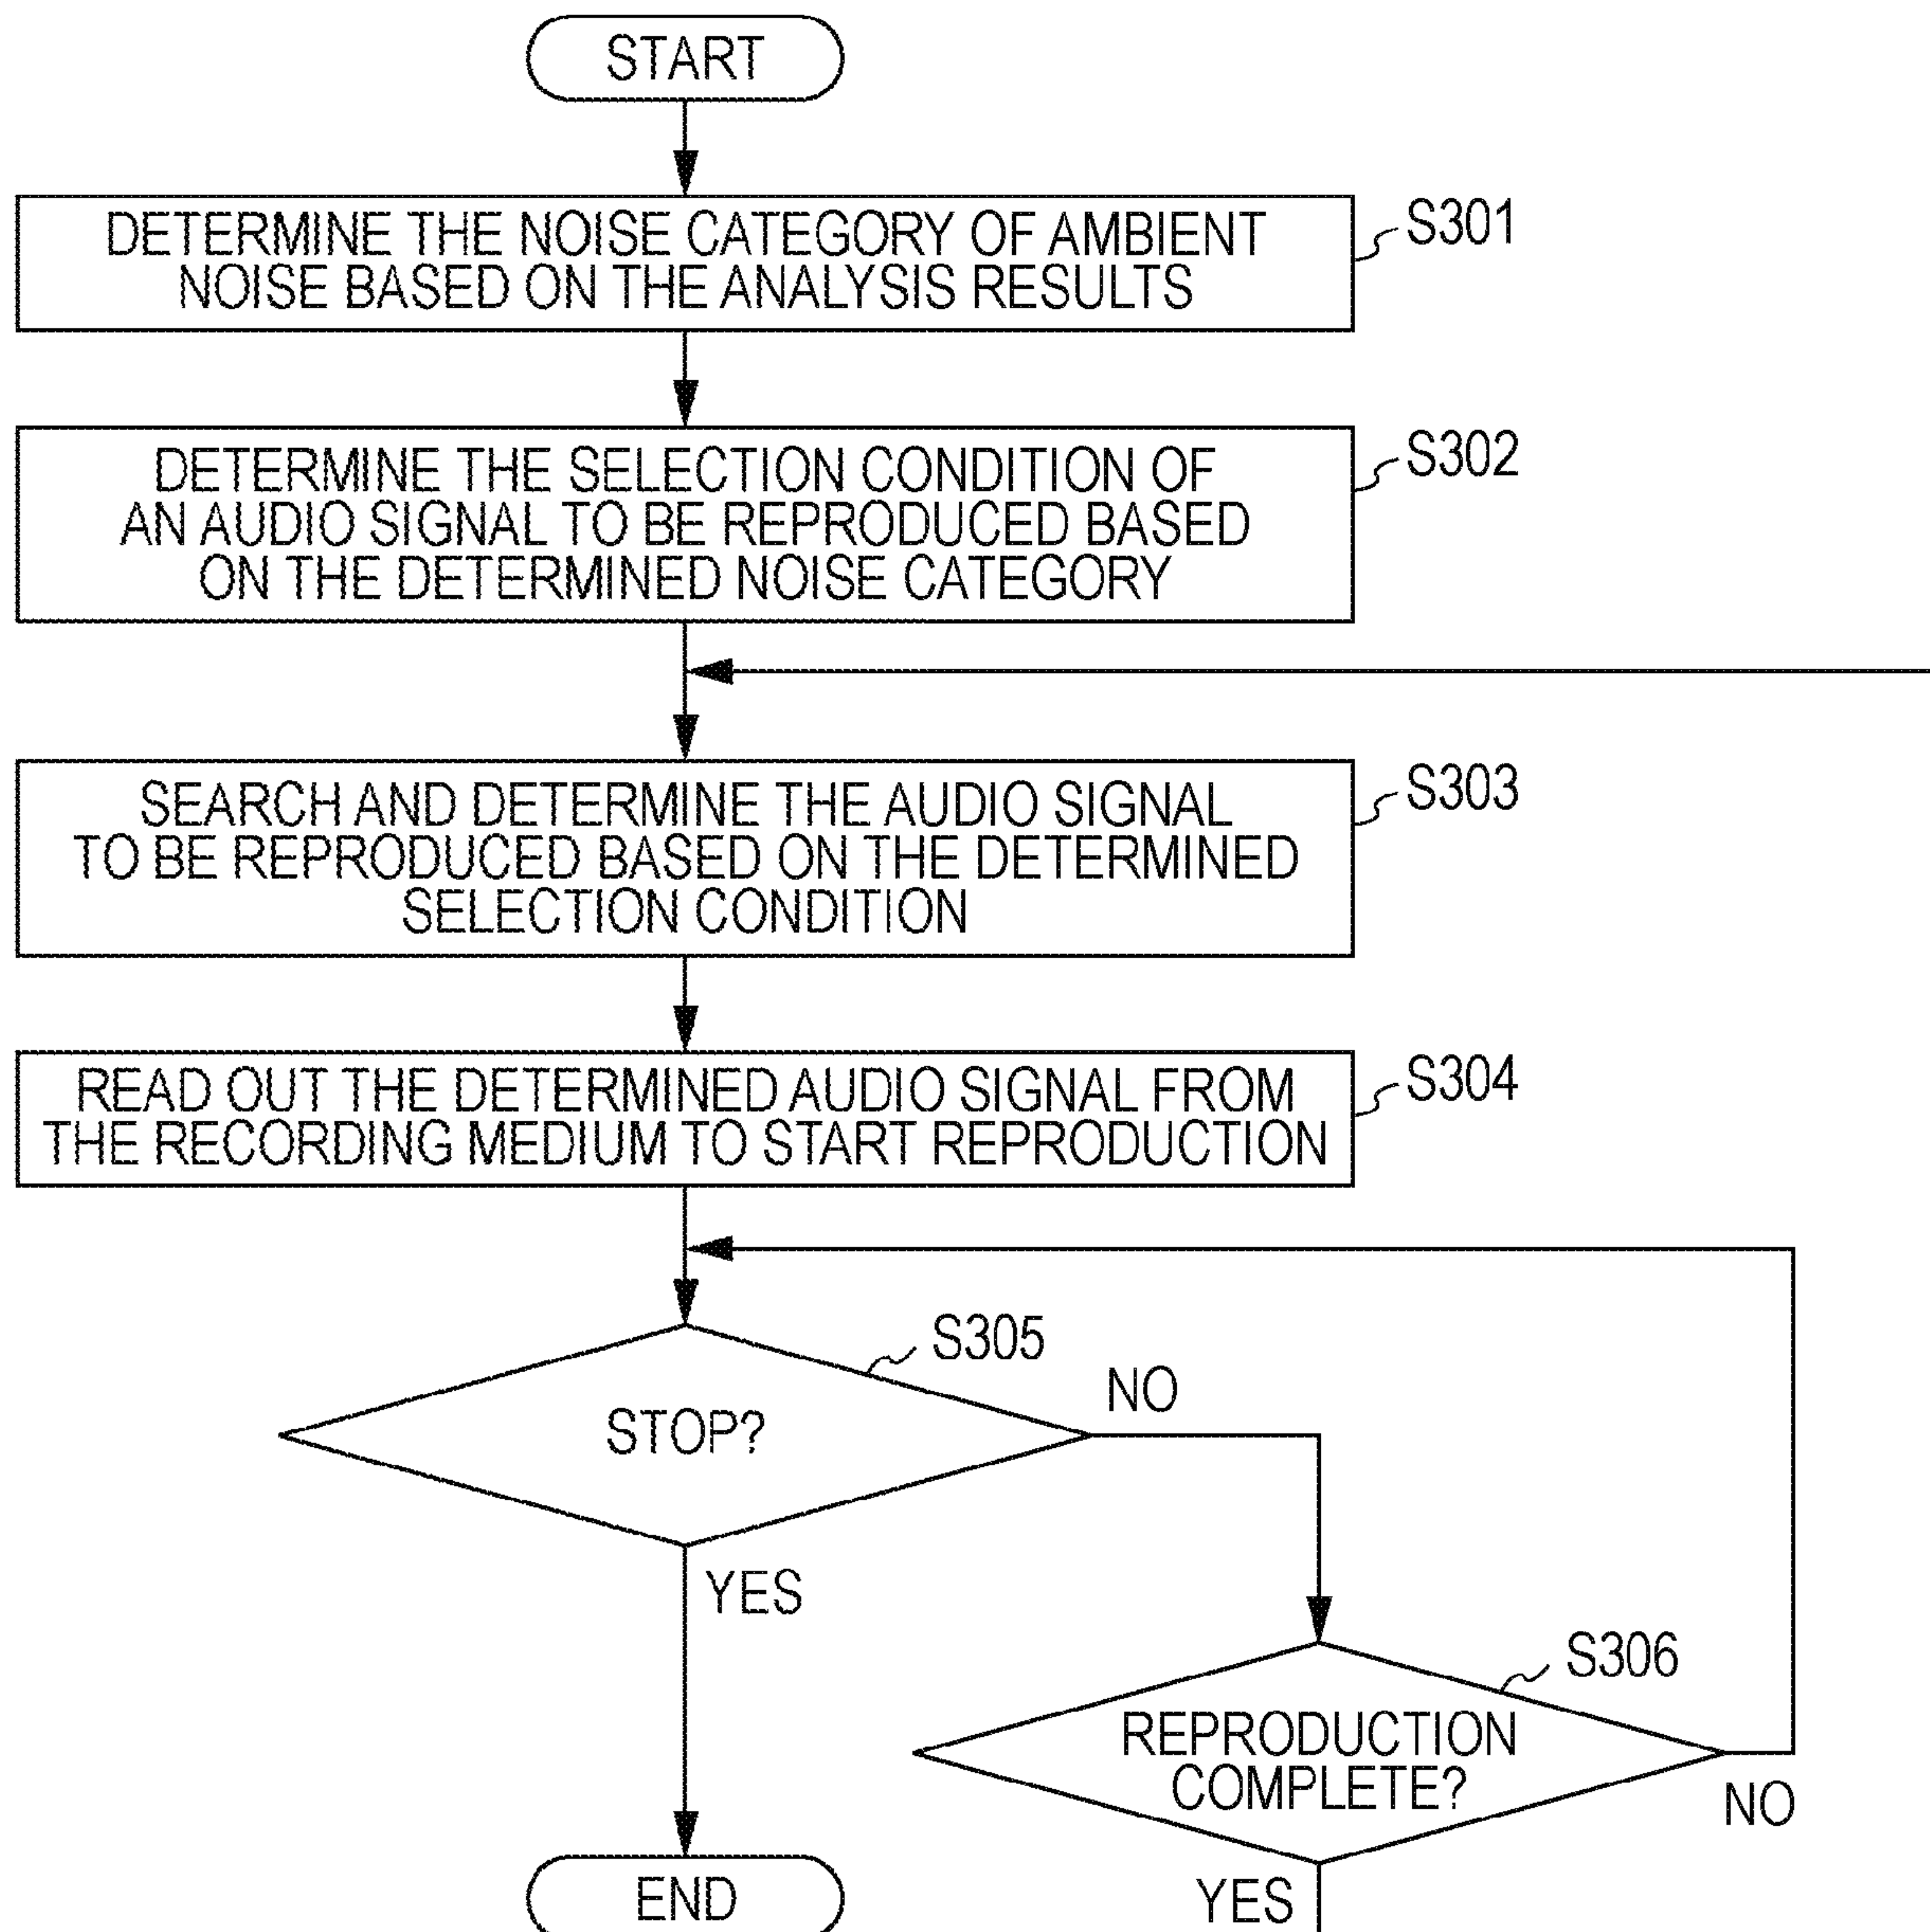 START
DETERMINE THE NOISE CATEGORY OF AMBIENT
NOISE BASED ON THE ANALYSIS RESULTS
S301
DETERMINE THE SELECTION CONDITION OF
AN AUDIO SIGNAL TO BE REPRODUCED BASED
ON THE DETERMINED NOISE CATEGORY
S302
SEARCH AND DETERMINE THE AUDIO SIGNAL
TO BE REPRODUCED BASED ON THE DETERMINED
SELECTION CONDITION
S303
READ OUT THE DETERMINED AUDIO SIGNAL FROM
THE RECORDING MEDIUM TO START REPRODUCTION
S304
S305
STOP?
NO
YES
S306
REPRODUCTION
COMPLETE?
NO
YES
END